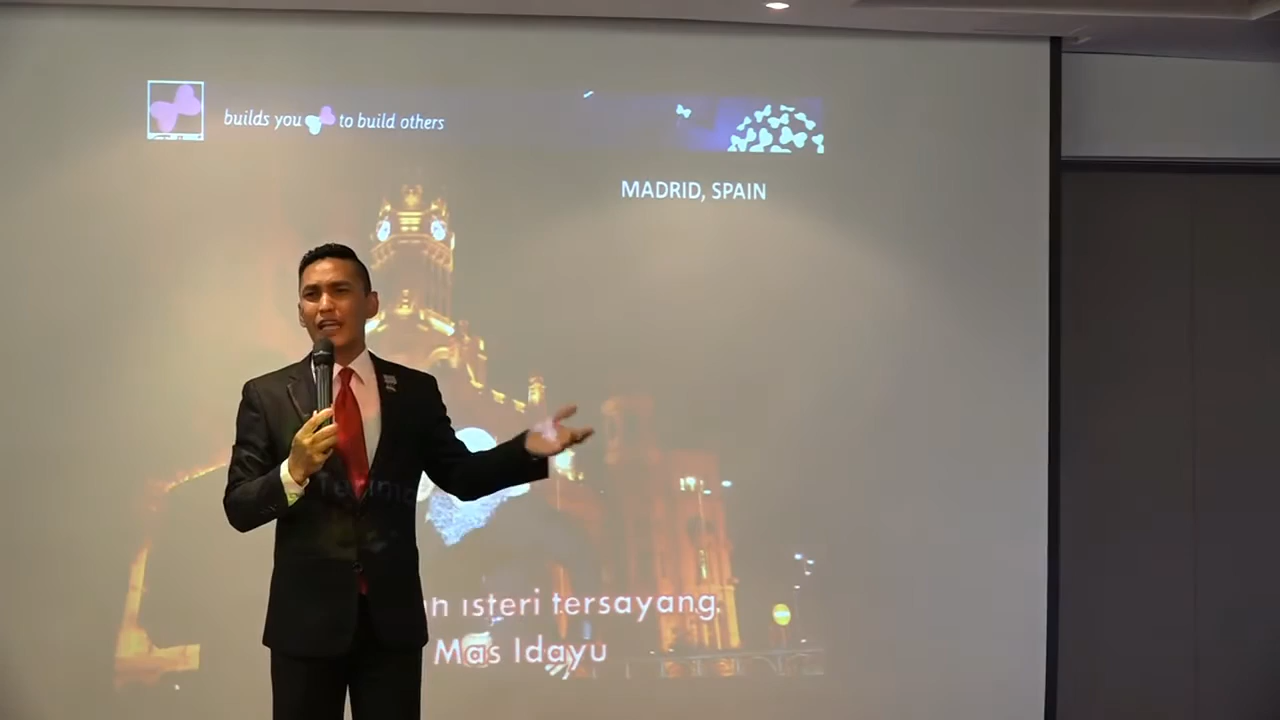 builds you to build others
MADRID, SPAIN
isteri tersayang.
Mas Idayu